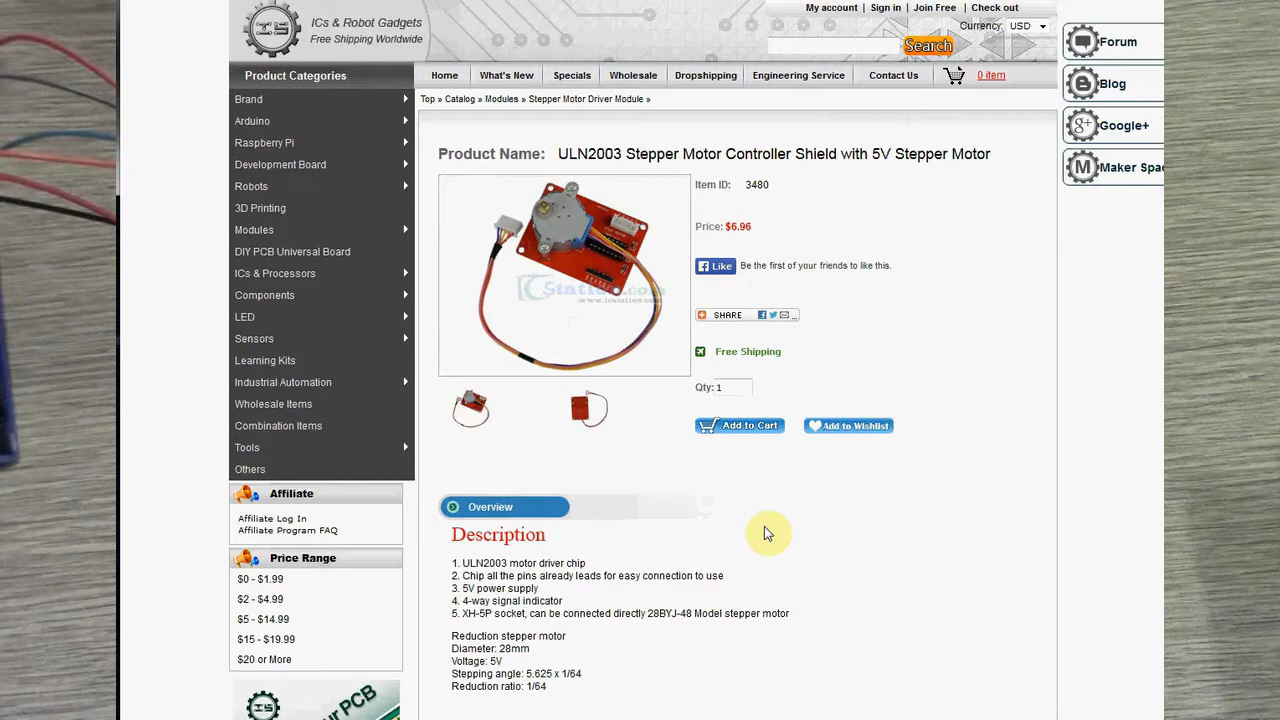 My account | Sign in | Join Free | Check out
ICs & Robot Gadgets
Free Shipping Worldwide
Currency: USD
Search
Forum
Blog
Google+
Maker Spa
Product Categories
Home What's New Specials Wholesale Dropshipping Engineering Service Contact Us 0 item
Top » Catalog » Modules » Stepper Motor Driver Module »
Brand
Arduino
Raspberry Pi
Development Board
Robots
3D Printing
Modules
DIY PCB Universal Board
ICs & Processors
Components
LED
Sensors
Learning Kits
Industrial Automation
Wholesale Items
Combination Items
Tools
Others
Affiliate
Affiliate Log In
Affiliate Program FAQ
Price Range
$0 - $1.99
$2 - $4.99
$5 - $14.99
$15 - $19.99
$20 or More
Product Name: ULN2003 Stepper Motor Controller Shield with 5V Stepper Motor
Item ID: 3480
Price: $6.96
Like Be the first of your friends to like this.
SHARE
Free Shipping
Qty: 1
Add to Cart Add to Wishlist
Overview
Description
1. ULN2003 motor driver chip
2. Chip all the pins already leads for easy connection to use
3. 5V power supply
4. 4-way signal indicator
5. XH-5P socket, can be connected directly 28BYJ-48 Model stepper motor
Reduction stepper motor
Diameter: 28mm
Voltage: 5V
Stepping angle: 5.625 x 1/64
Reduction ratio: 1/64